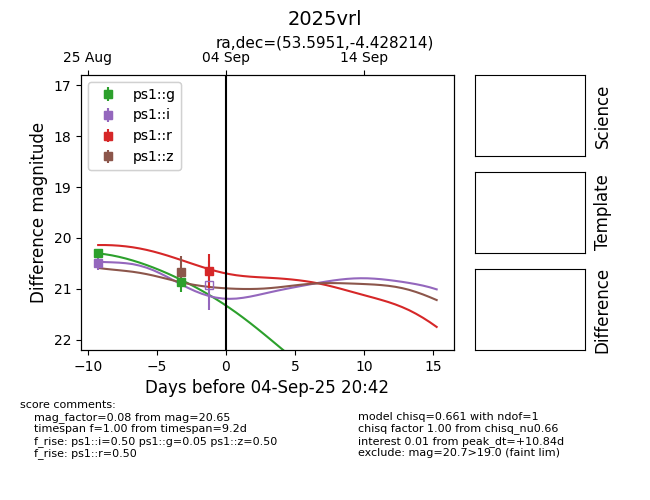 2025vrl
ra,dec=(53.5951,-4.428214)
25 Aug
04 Sep
14 Sep
ps1::g
ps1::i
ps1::r
ps1::z
17
18
19
20
21
22
Difference magnitude
−10
−5
0
5
10
15
Days before 04-Sep-25 20:42
Science
Template
Difference
score comments:
mag_factor=0.08 from mag=20.65
timespan f=1.00 from timespan=9.2d
f_rise: ps1::i=0.50 ps1::g=0.05 ps1::z=0.50
f_rise: ps1::r=0.50
model chisq=0.661 with ndof=1
chisq factor 1.00 from chisq_nu0.66
interest 0.01 from peak_dt=+10.84d
exclude: mag=20.7>19.0 (faint lim)